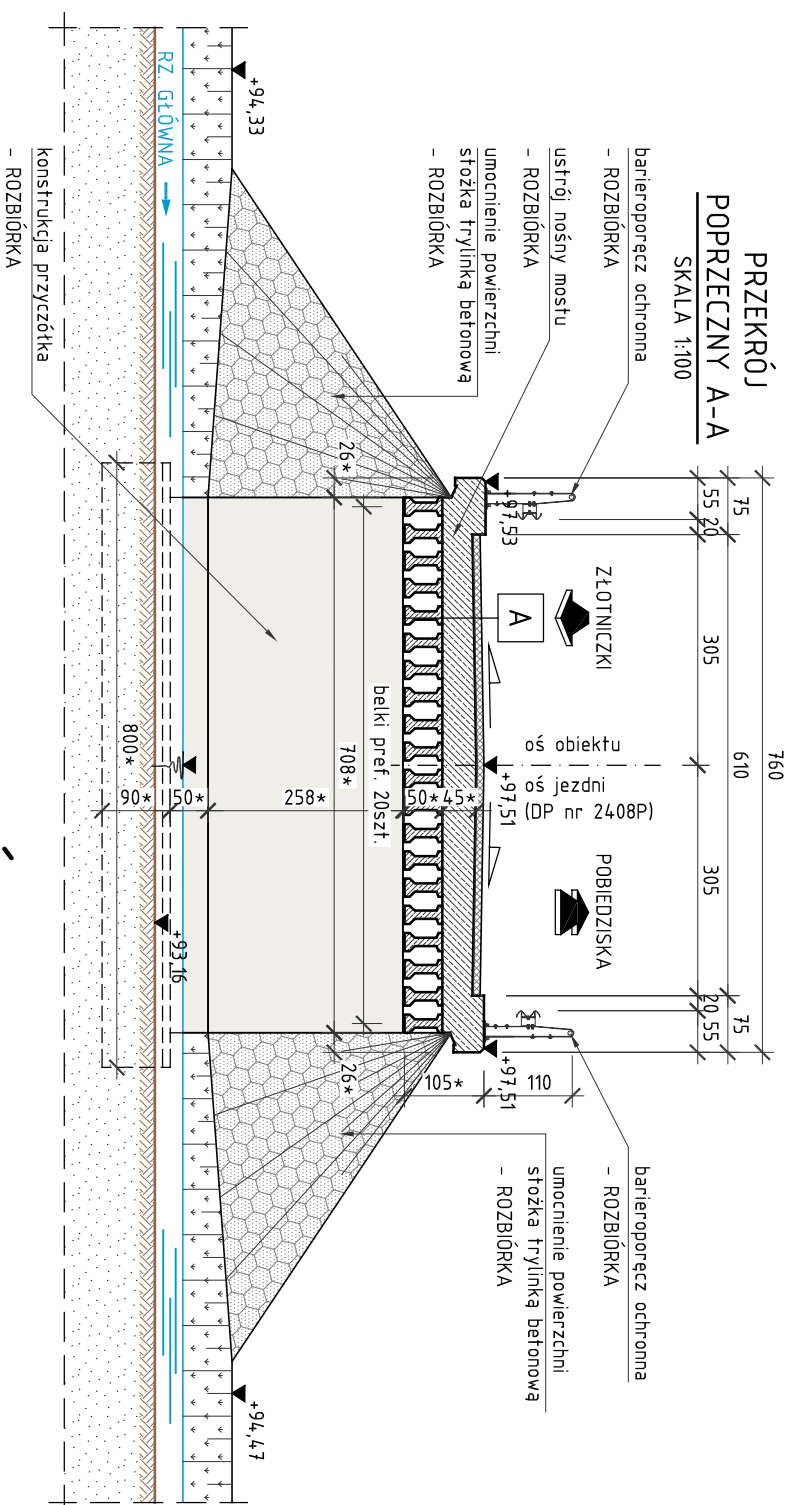 PRZEKRÓJ
POPRZECZNY A-A
SKALA 1:100
barieroporęcz ochronna
- ROZBIÓRKA
ustrój nośny mostu
- ROZBIÓRKA
umocnienie powierzchni
stożka trylinką betonową
- ROZBIÓRKA
+94,33
RZ. GŁÓWNA
konstrukcja przyczółka
- ROZBIÓRKA
760
75
610
75
55
20
305
305
20
55
ZŁOTNICZKI
POBIEDZISKA
oś obiektu
oś jezdni
(DP nr 2408P)
+97,53
+97,51
+97,51
A
110
105*
26*
26*
50*
45*
belki pref. 20szt.
708*
258*
50*
90*
800*
+93,16
barieroporęcz ochronna
- ROZBIÓRKA
umocnienie powierzchni
stożka trylinką betonową
- ROZBIÓRKA
+94,47